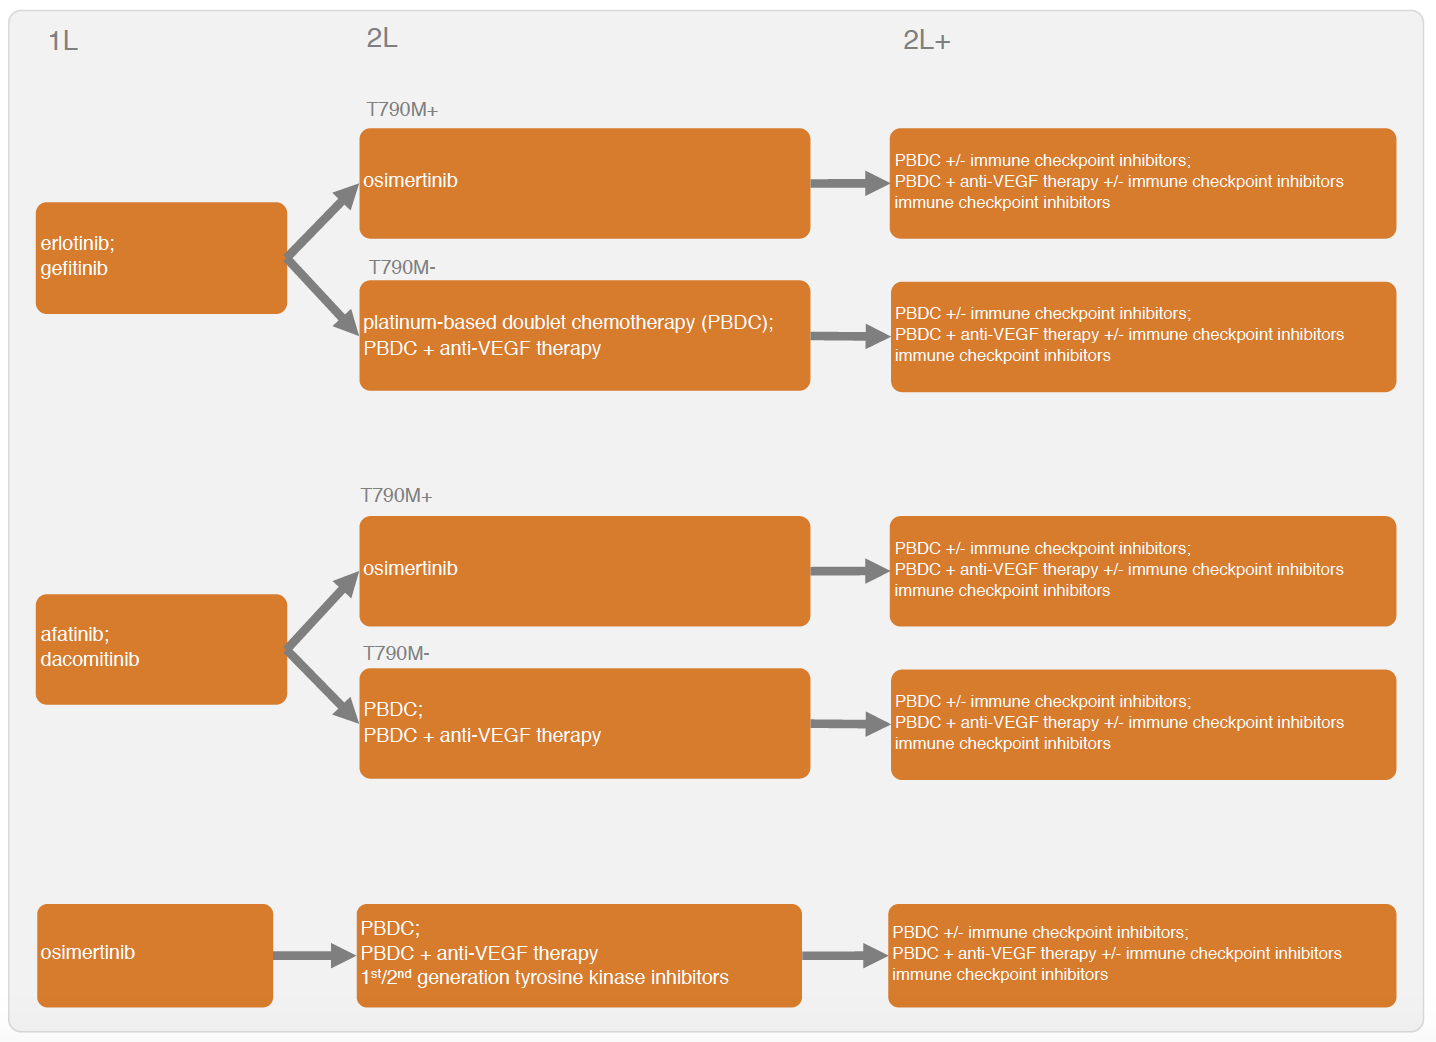 1L
2L
2L+
T790M+
erlotinib;
gefitinib
osimertinib
PBDC +/- immune checkpoint inhibitors;
PBDC + anti-VEGF therapy +/- immune checkpoint inhibitors
immune checkpoint inhibitors
T790M-
platinum-based doublet chemotherapy (PBDC);
PBDC + anti-VEGF therapy
PBDC +/- immune checkpoint inhibitors;
PBDC + anti-VEGF therapy +/- immune checkpoint inhibitors
immune checkpoint inhibitors
T790M+
afatinib;
dacomitinib
osimertinib
PBDC +/- immune checkpoint inhibitors;
PBDC + anti-VEGF therapy +/- immune checkpoint inhibitors
immune checkpoint inhibitors
T790M-
PBDC;
PBDC + anti-VEGF therapy
PBDC +/- immune checkpoint inhibitors;
PBDC + anti-VEGF therapy +/- immune checkpoint inhibitors
immune checkpoint inhibitors
osimertinib
PBDC;
PBDC + anti-VEGF therapy
1st/2nd generation tyrosine kinase inhibitors
PBDC +/- immune checkpoint inhibitors;
PBDC + anti-VEGF therapy +/- immune checkpoint inhibitors
immune checkpoint inhibitors